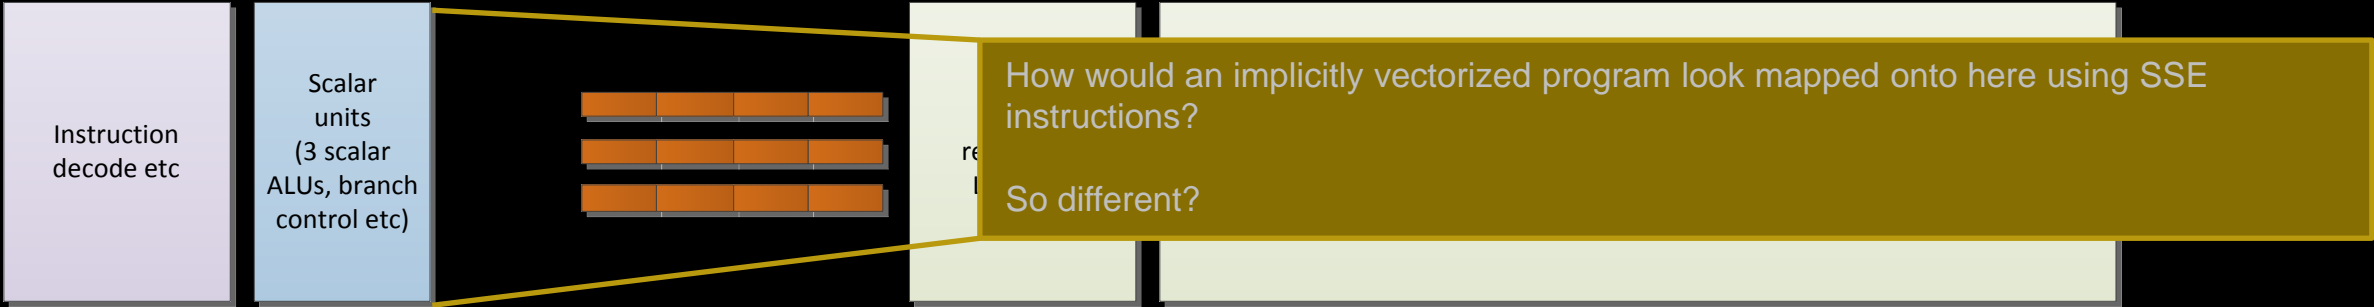 Instruction
decode etc
Scalar
units
(3 scalar
ALUs, branch
control etc)
How would an implicitly vectorized program look mapped onto here using SSE
instructions?
So different?